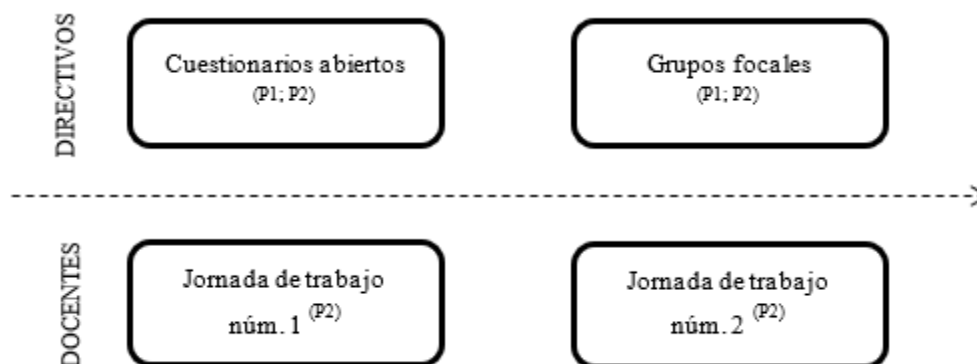 DIRECTIVOS
Cuestionarios abiertos
(P1; P2)
Grupos focales
(P1; P2)
DOCENTES
Jornada de trabajo
núm. 1 (P2)
Jornada de trabajo
núm. 2 (P2)